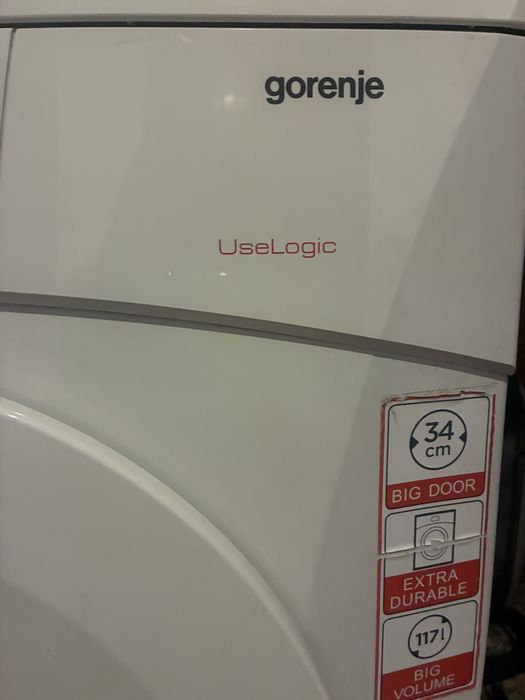 gorenje
UseLogic
34
cm
BIG DOOR
EXTRA
DURABLE
117l
BIG
VOLUME